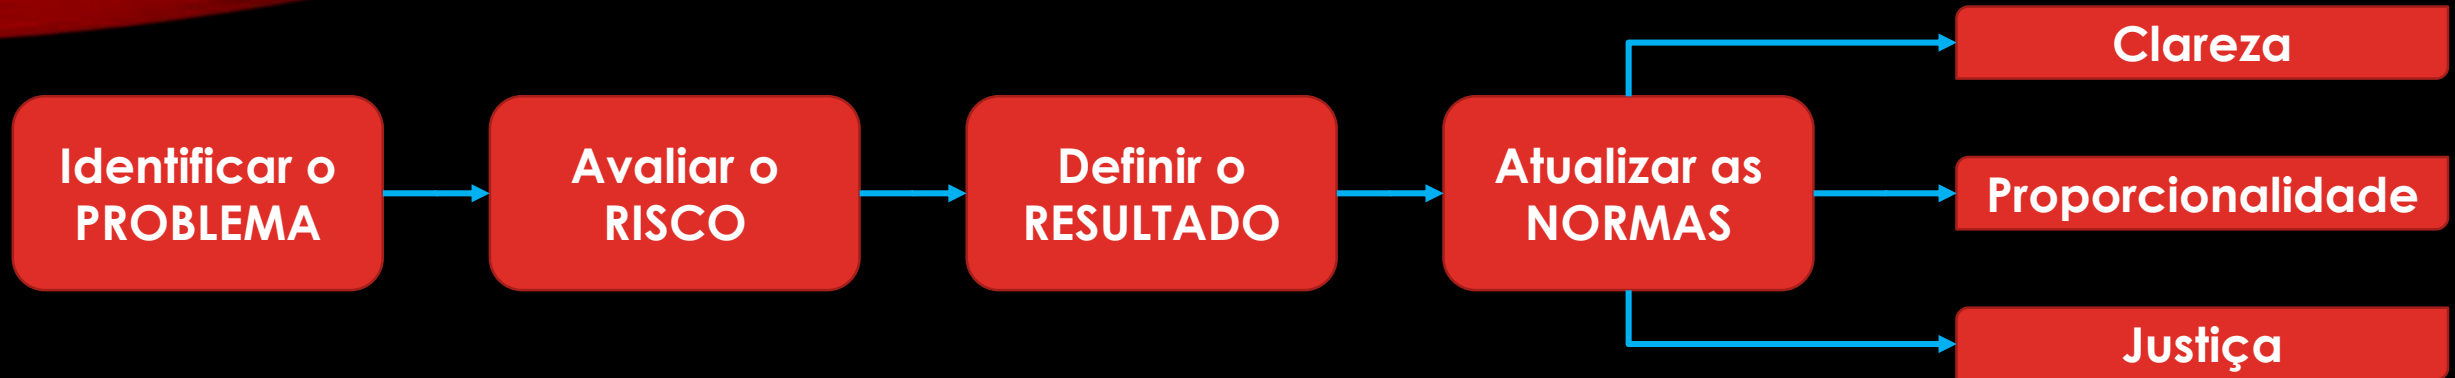 Identificar o
PROBLEMA
Avaliar o
RISCO
Definir o
RESULTADO
Atualizar as
NORMAS
Clareza
Proporcionalidade
Justiça